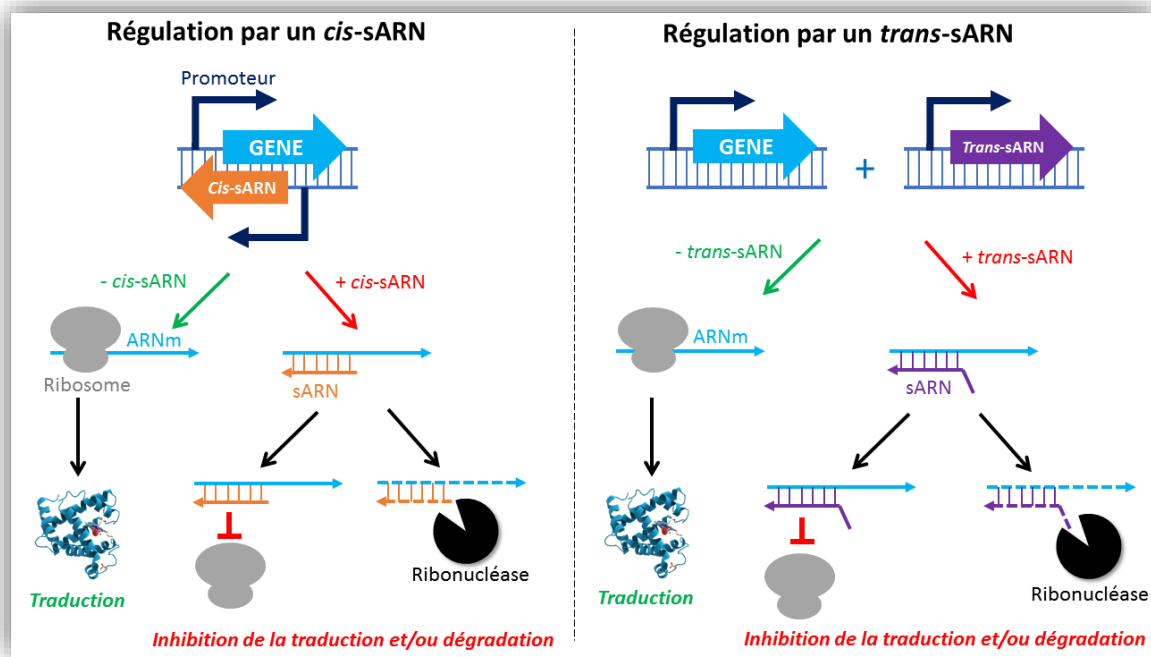 Régulation par un cis-sARN
Promoteur
GENE
Cis-sARN
- cis-sARN
+ cis-sARN
ARNm
Ribosome
sARN
Ribonucléase
Traduction
Inhibition de la traduction et/ou dégradation
Régulation par un trans-sARN
GENE
Trans-sARN
+
- trans-sARN
+ trans-sARN
ARNm
sARN
Ribonucléase
Traduction
Inhibition de la traduction et/ou dégradation